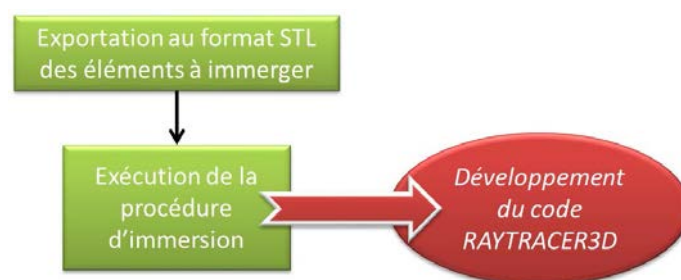 Exportation au format STL
des éléments à immerger
Exécution de la
procédure
d'immersion
Développement
du code
RAYTRACER3D